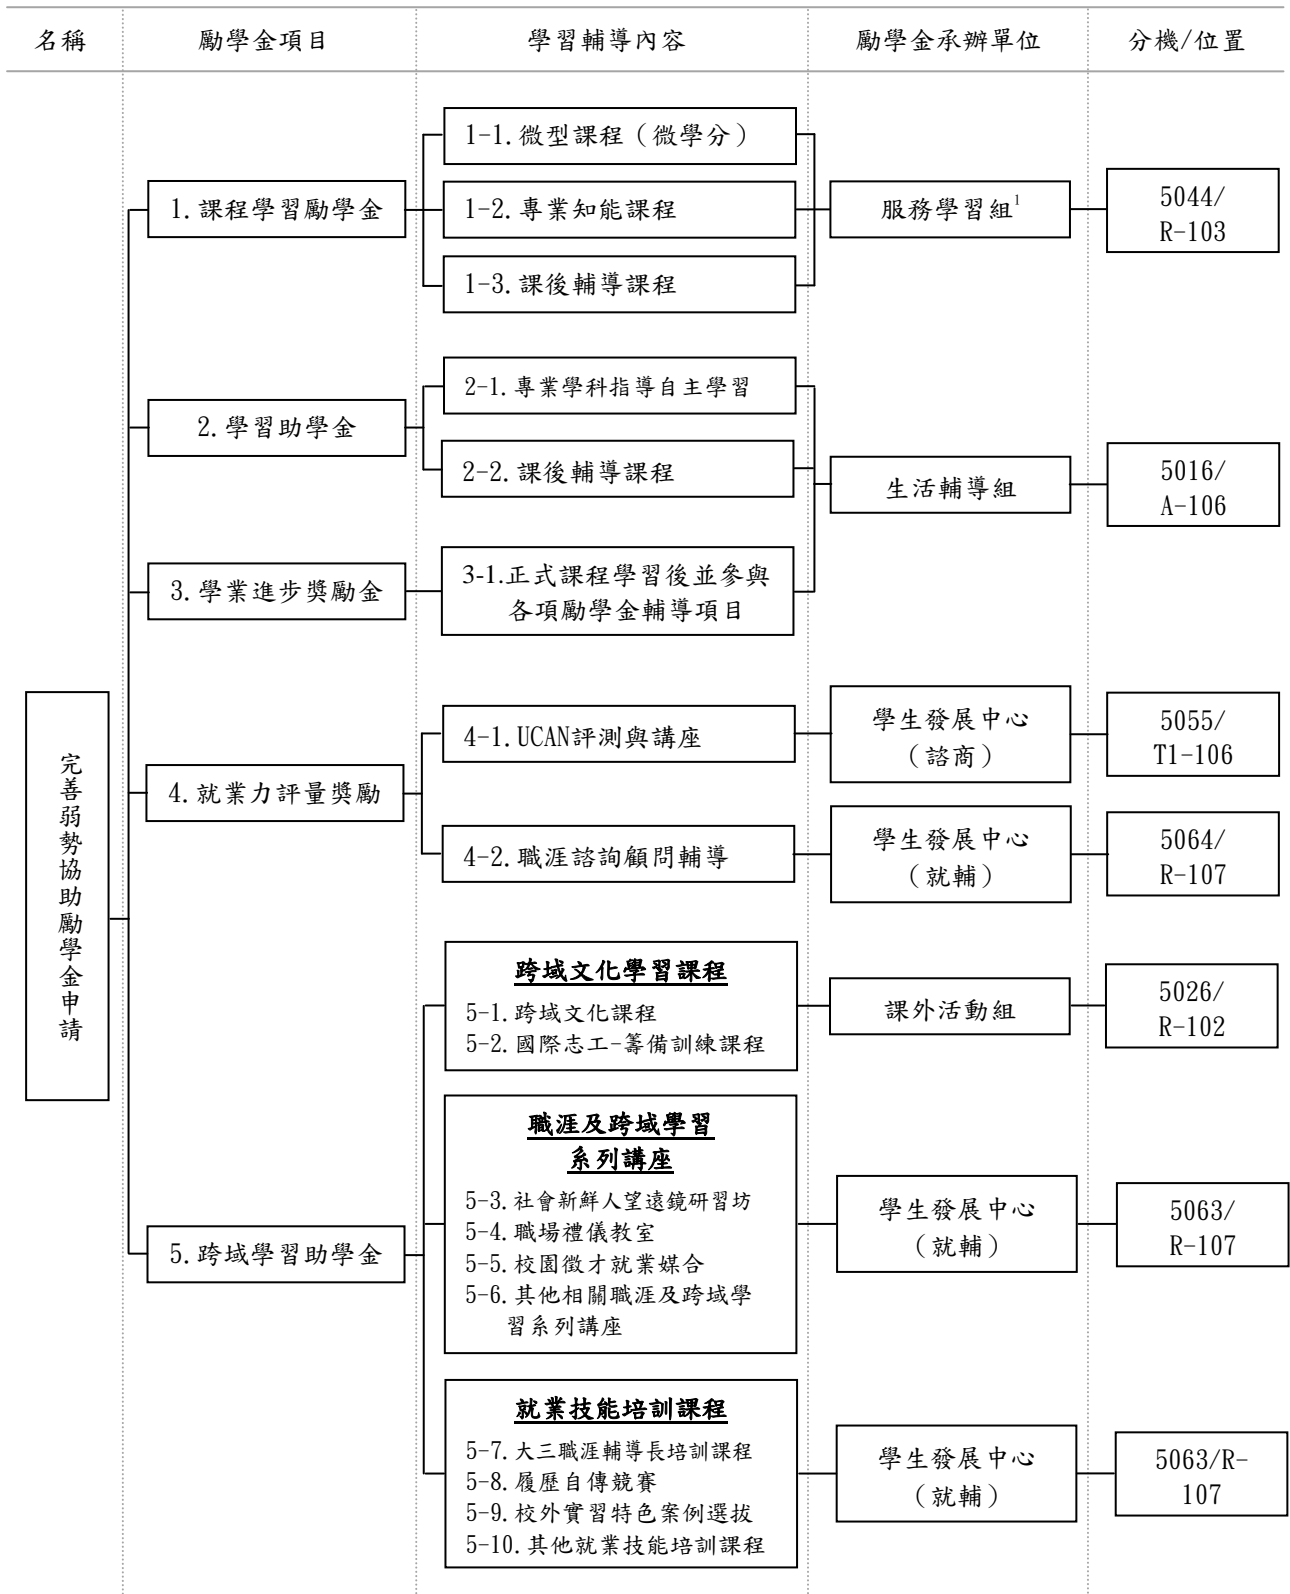 名稱
勵學金項目
學習輔導內容
勵學金承辦單位
分機/位置
完善弱勢協助勵學金申請
1.課程學習勵學金
1-1.微型課程（微學分）
1-2.專業知能課程
1-3.課後輔導課程
服務學習組1
5044/
R-103
2.學習助學金
2-1.專業學科指導自主學習
2-2.課後輔導課程
生活輔導組
5016/
A-106
3.學業進步獎勵金
3-1.正式課程學習後並參與
各項勵學金輔導項目
4.就業力評量獎勵
4-1.UCAN評測與講座
學生發展中心
（諮商）
5055/
T1-106
4-2.職涯諮詢顧問輔導
學生發展中心
（就輔）
5064/
R-107
5.跨域學習助學金
跨域文化學習課程
5-1.跨域文化課程
5-2.國際志工-籌備訓練課程
課外活動組
5026/
R-102
職涯及跨域學習
系列講座
5-3.社會新鮮人望遠鏡研習坊
5-4.職場禮儀教室
5-5.校園徵才就業媒合
5-6.其他相關職涯及跨域學
習系列講座
學生發展中心
（就輔）
5063/
R-107
就業技能培訓課程
5-7.大三職涯輔導長培訓課程
5-8.履歷自傳競賽
5-9.校外實習特色案例選拔
5-10.其他就業技能培訓課程
學生發展中心
（就輔）
5063/R-
107